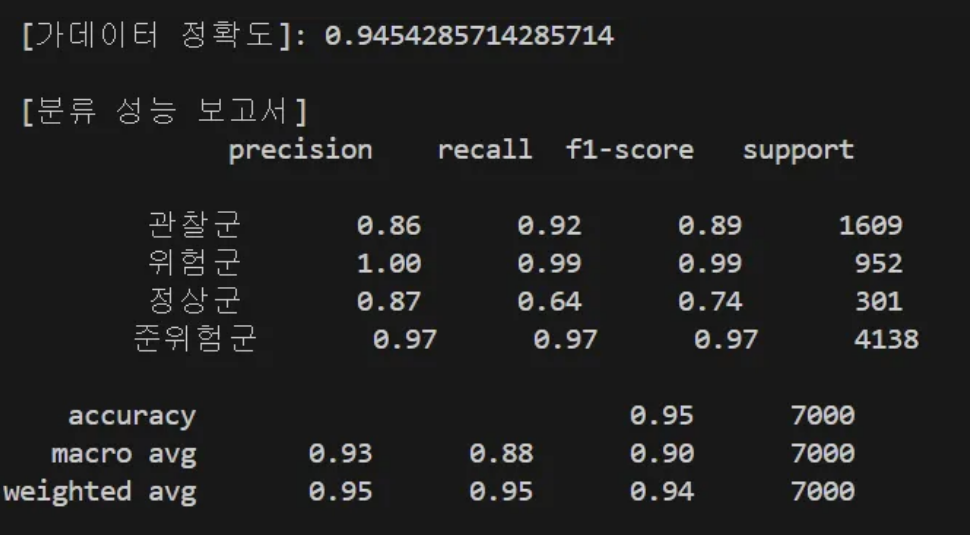 [가데이터 정확도]: 0.9454285714285714
[분류 성능 보고서]
precision recall f1-score support
관찰군 0.86 0.92 0.89 1609
위험군 1.00 0.99 0.99 952
정상군 0.87 0.64 0.74 301
준위험군 0.97 0.97 0.97 4138
accuracy 0.95 7000
macro avg 0.93 0.88 0.90 7000
weighted avg 0.95 0.95 0.94 7000